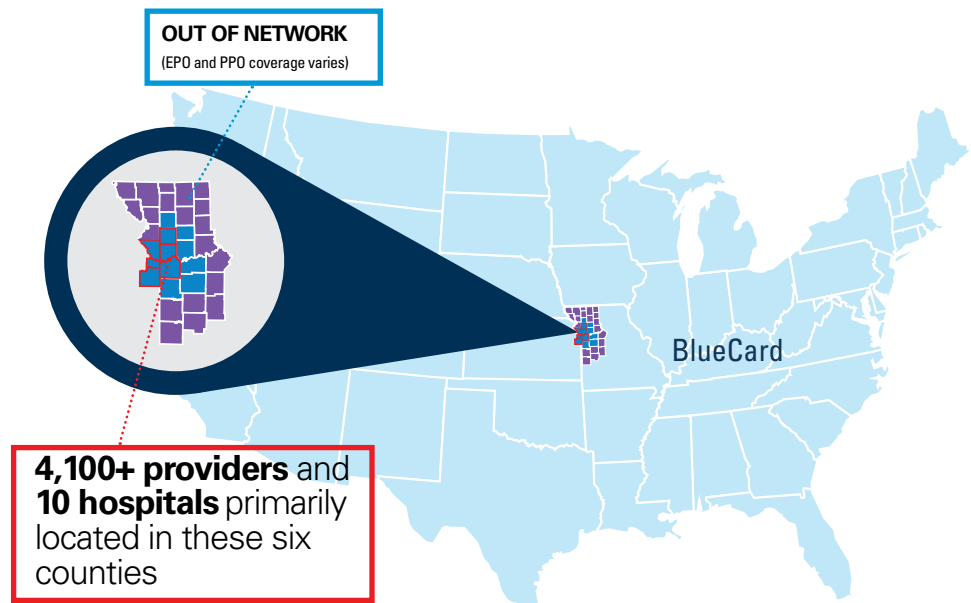 OUT OF NETWORK
(EPO and PPO coverage varies)
BlueCard
4,100+ providers and
10 hospitals primarily
located in these six
counties